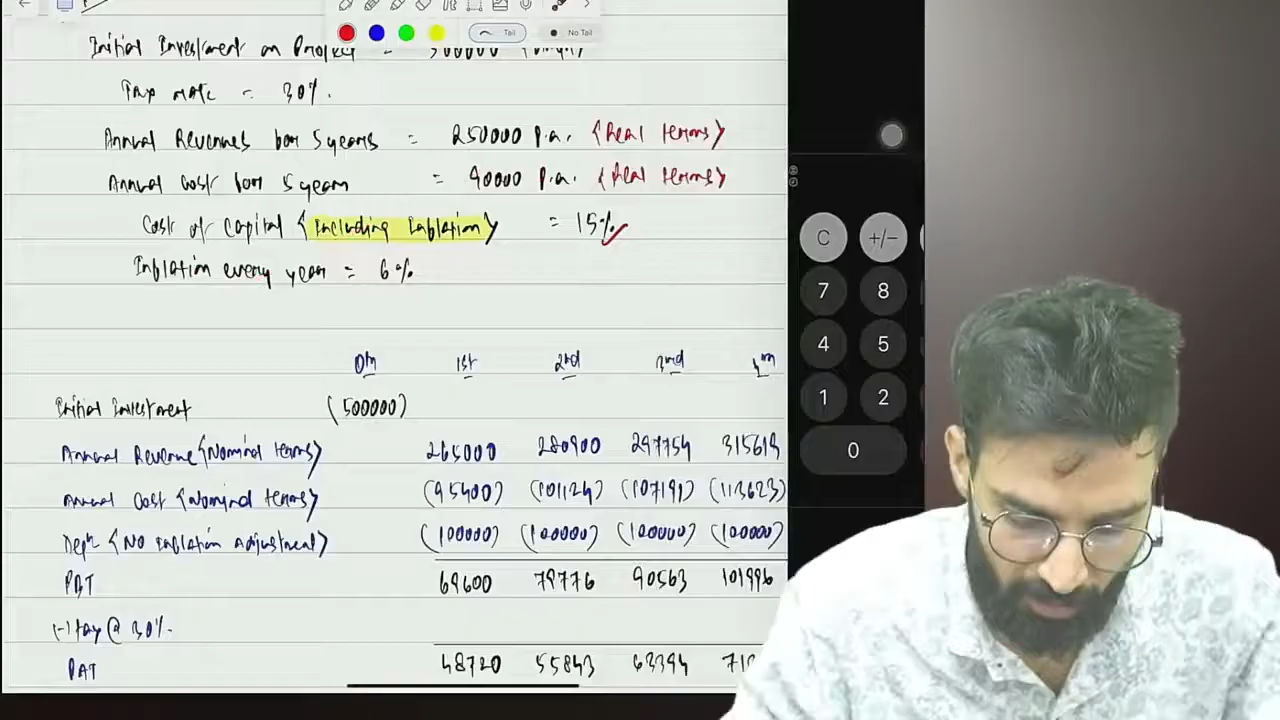 Tail
No Tail
Initial Investment on Project = 500000
Tax rate = 30%.
Annual Revenues for 5 years = 250000 p.a. {Real terms}
Annual Cost for 5 years = 90000 p.a. {Real terms}
Cost of Capital {Including Inflation} = 15%
Inflation every year = 6%
0th 1st 2nd 3rd 4th
Initial Investment (500000)
Annual Revenue {Nominal terms} 265000 280900 297754 315619
Annual Cost {Nominal terms} (95400) (101124) (107191) (113623)
Depn {No Inflation Adjustment} (100000) (100000) (100000) (100000)
PBT 69600 79776 90563 101996
(-) tax @ 30%.
PAT 48720 55843 63394
C +/-
7 8
4 5
1 2
0